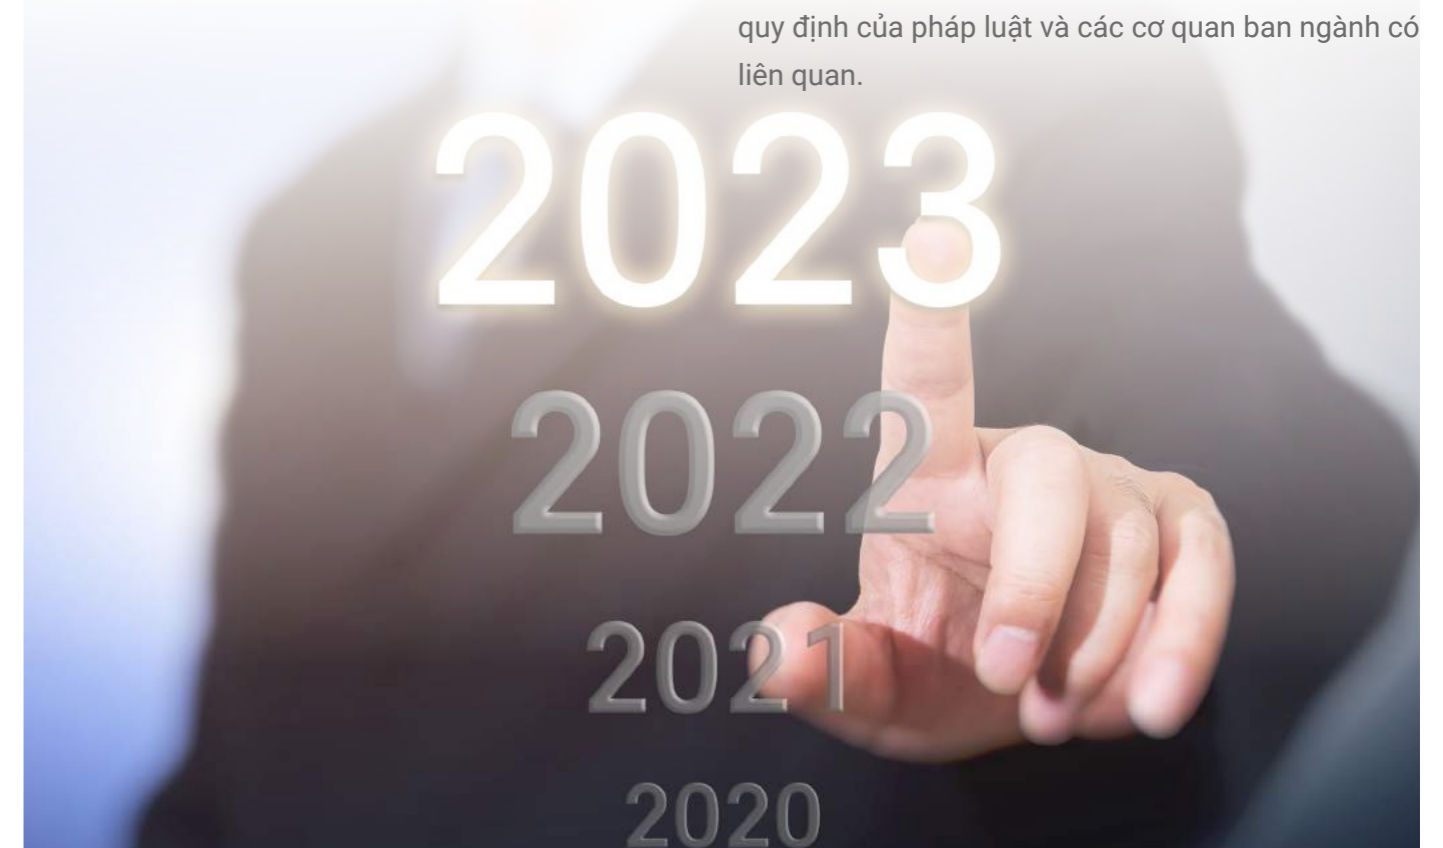 quy định của pháp luật và các cơ quan ban ngành có
liên quan.
2023
2022
2021
2020